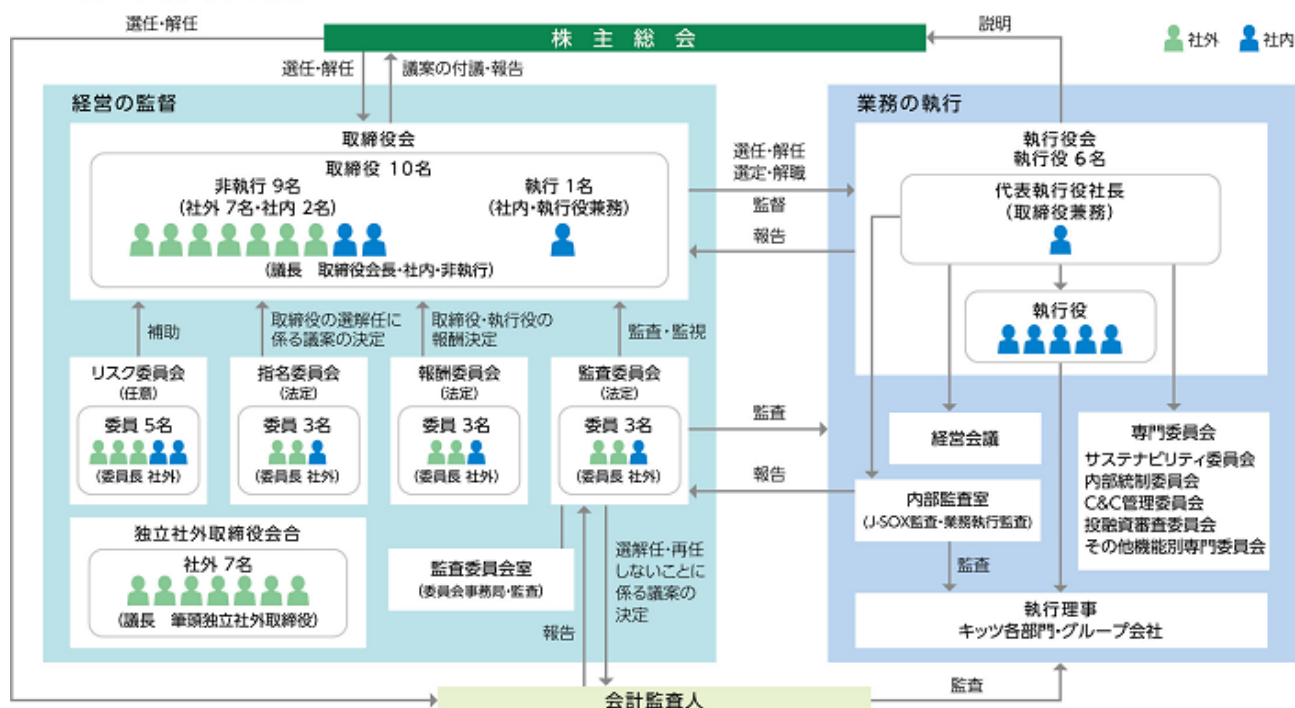 選任・解任
株主総会
説明
社外
社内
選任・解任
議案の付議・報告
経営の監督
取締役会
取締役 10名
非執行 9名
(社外 7名・社内 2名)
執行 1名
(社内・執行役兼務)
(議長 取締役会長・社内・非執行)
選任・解任
選定・解職
監督
報告
業務の執行
執行役会
執行役 6名
代表執行役社長
(取締役兼務)
執行役
補助
取締役の選解任に
係る議案の決定
取締役・執行役の
報酬決定
監査・監視
リスク委員会
(任意)
委員 5名
(委員長 社外)
指名委員会
(法定)
委員 3名
(委員長 社外)
報酬委員会
(法定)
委員 3名
(委員長 社外)
監査委員会
(法定)
委員 3名
(委員長 社外)
監査
報告
経営会議
専門委員会
サステナビリティ委員会
内部統制委員会
C&C管理委員会
投融資審査委員会
その他機能別専門委員会
内部監査室
(J-SOX監査・業務執行監査)
監査
独立社外取締役会合
社外 7名
(議長 筆頭独立社外取締役)
監査委員会室
(委員会事務局・監査)
選解任・再任
しないことに
係る議案の
決定
報告
執行理事
キッツ各部門・グループ会社
監査
会計監査人